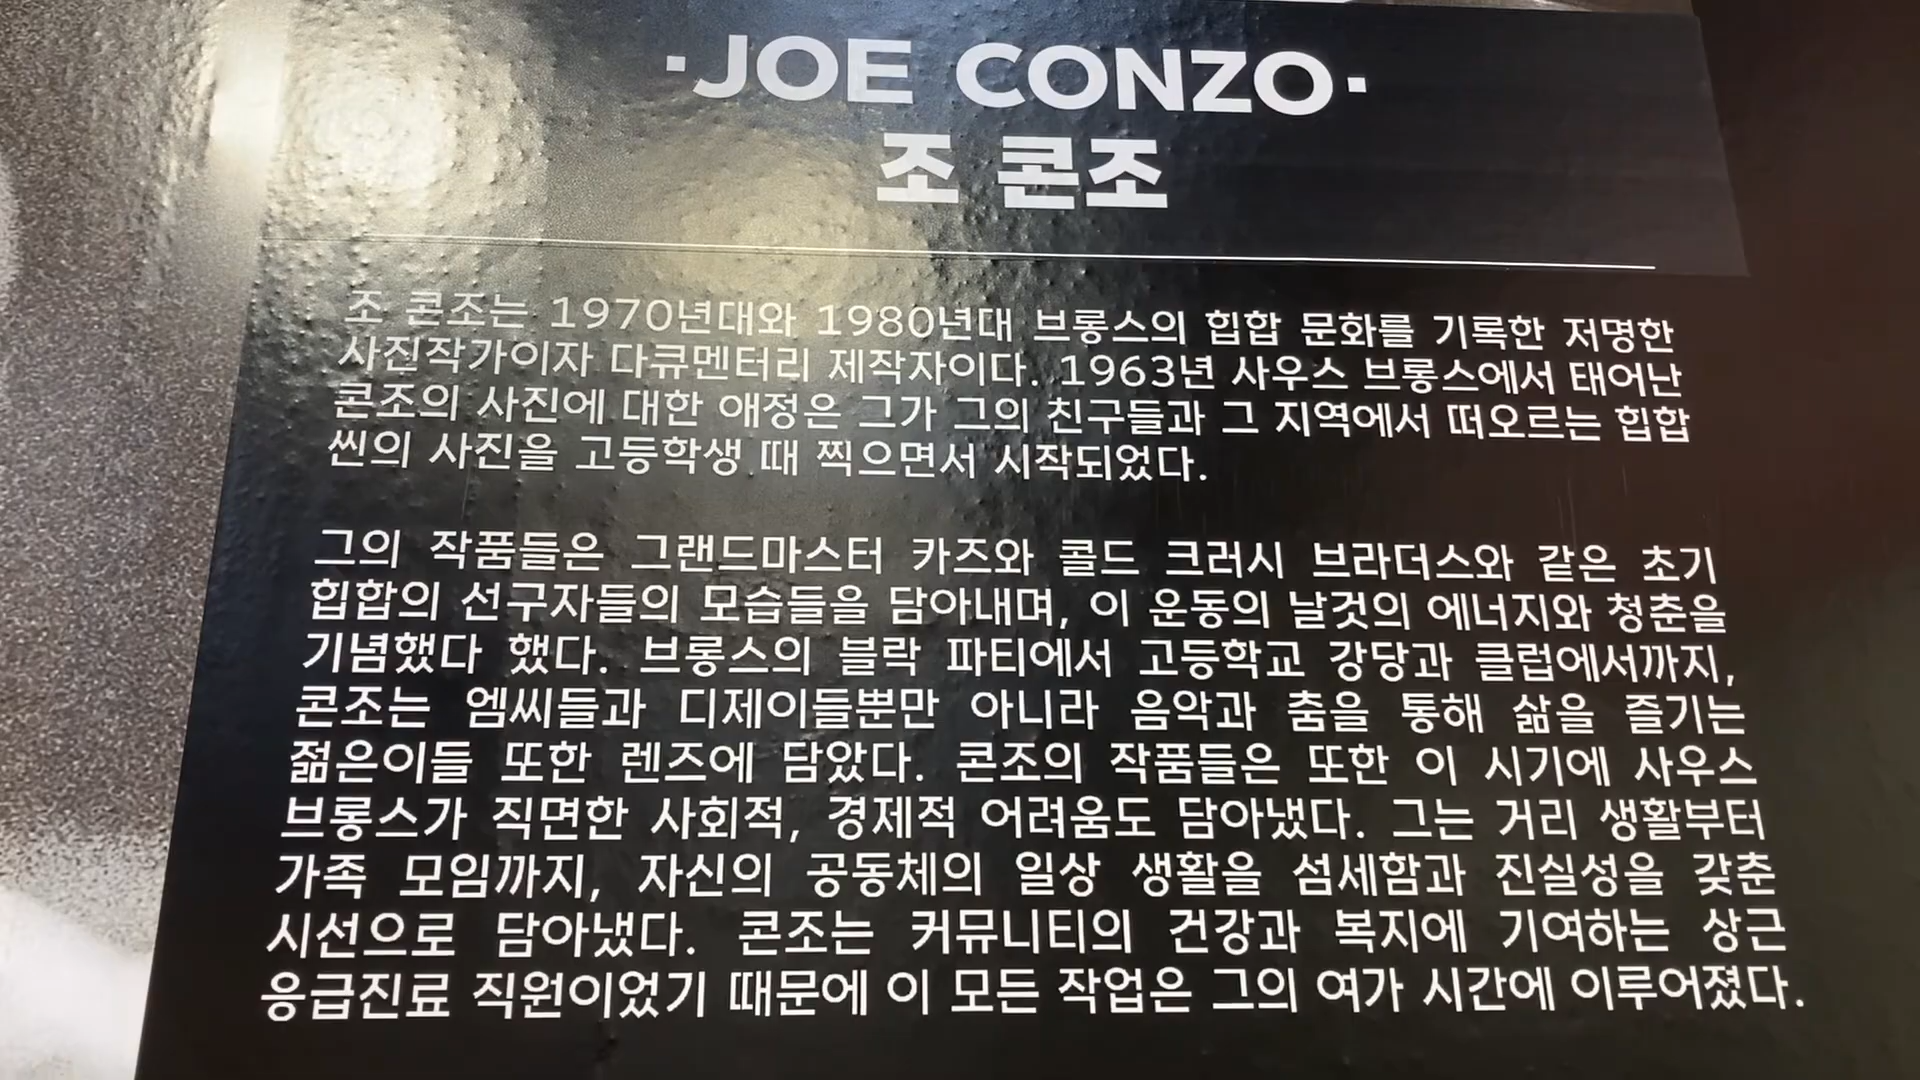 ·JOE CONZO·
조 콘조
조 콘조는 1970년대와 1980년대 브롱스의 힙합 문화를 기록한 저명한
사진작가이자 다큐멘터리 제작자이다. 1963년 사우스 브롱스에서 태어난
콘조의 사진에 대한 애정은 그가 그의 친구들과 그 지역에서 떠오르는 힙합
씬의 사진을 고등학생 때 찍으면서 시작되었다.
그의 작품들은 그랜드마스터 카즈와 콜드 크러시 브라더스와 같은 초기
힙합의 선구자들의 모습들을 담아내며, 이 운동의 날것의 에너지와 청춘을
기념했다 했다. 브롱스의 블락 파티에서 고등학교 강당과 클럽에서까지,
콘조는 엠씨들과 디제이들뿐만 아니라 음악과 춤을 통해 삶을 즐기는
젊은이들 또한 렌즈에 담았다. 콘조의 작품들은 또한 이 시기에 사우스
브롱스가 직면한 사회적, 경제적 어려움도 담아냈다. 그는 거리 생활부터
가족 모임까지, 자신의 공동체의 일상 생활을 섬세함과 진실성을 갖춘
시선으로 담아냈다. 콘조는 커뮤니티의 건강과 복지에 기여하는 상근
응급진료 직원이었기 때문에 이 모든 작업은 그의 여가 시간에 이루어졌다.